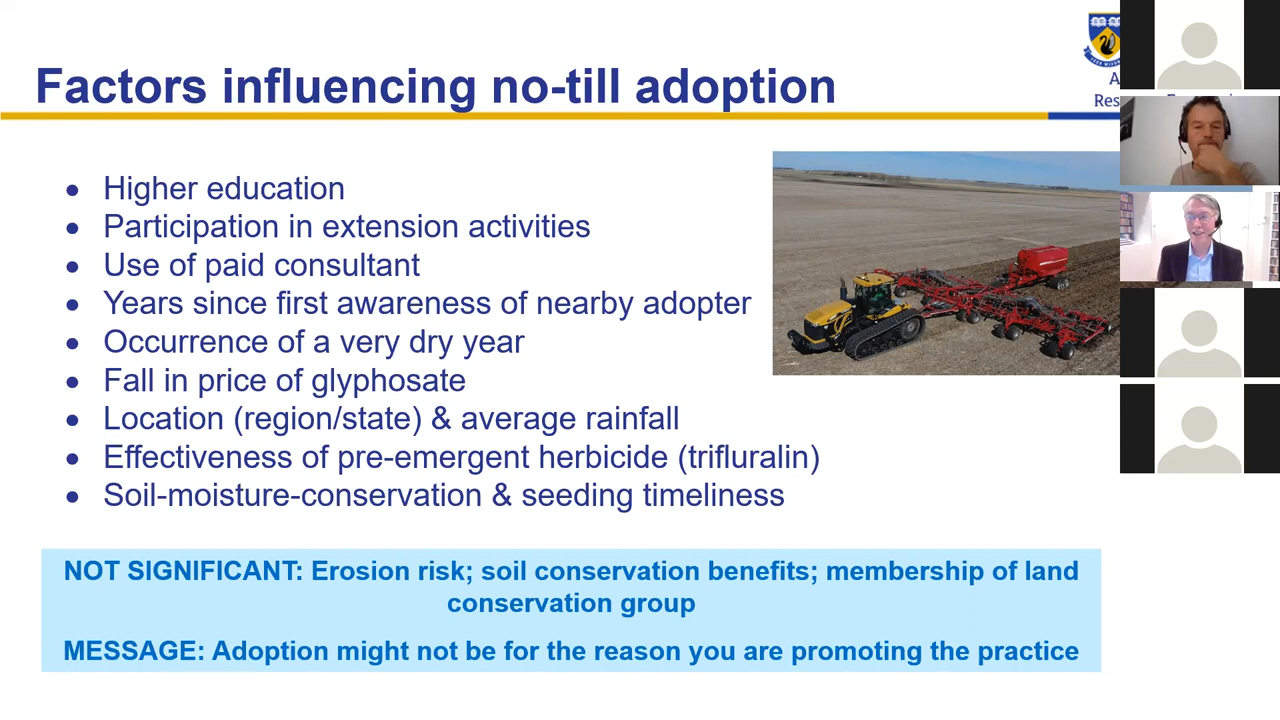 Factors influencing no-till adoption
Higher education
Participation in extension activities
Use of paid consultant
Years since first awareness of nearby adopter
Occurrence of a very dry year
Fall in price of glyphosate
Location (region/state) & average rainfall
Effectiveness of pre-emergent herbicide (trifluralin)
Soil-moisture-conservation & seeding timeliness
NOT SIGNIFICANT: Erosion risk; soil conservation benefits; membership of land
conservation group
MESSAGE: Adoption might not be for the reason you are promoting the practice